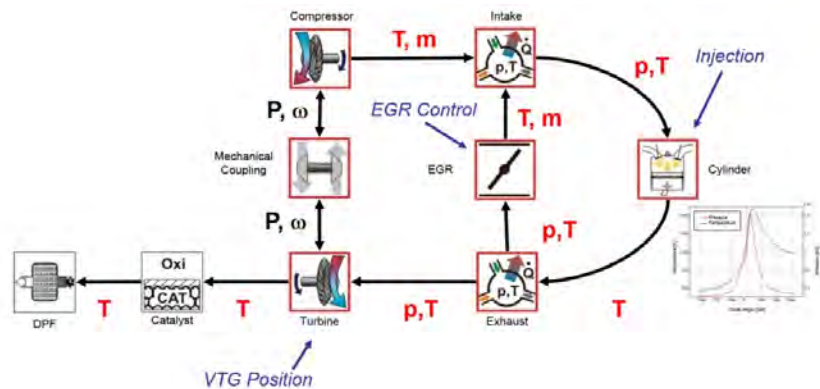 Compressor
Intake
T, m
Q
p,T
p,T
Injection
EGR Control
P, ω
T, m
Mechanical
Coupling
EGR
Cylinder
P, ω
p,T
Oxi
CAT
Q
p,T
DPF
T
Catalyst
T
Turbine
p,T
Exhaust
T
VTG Position